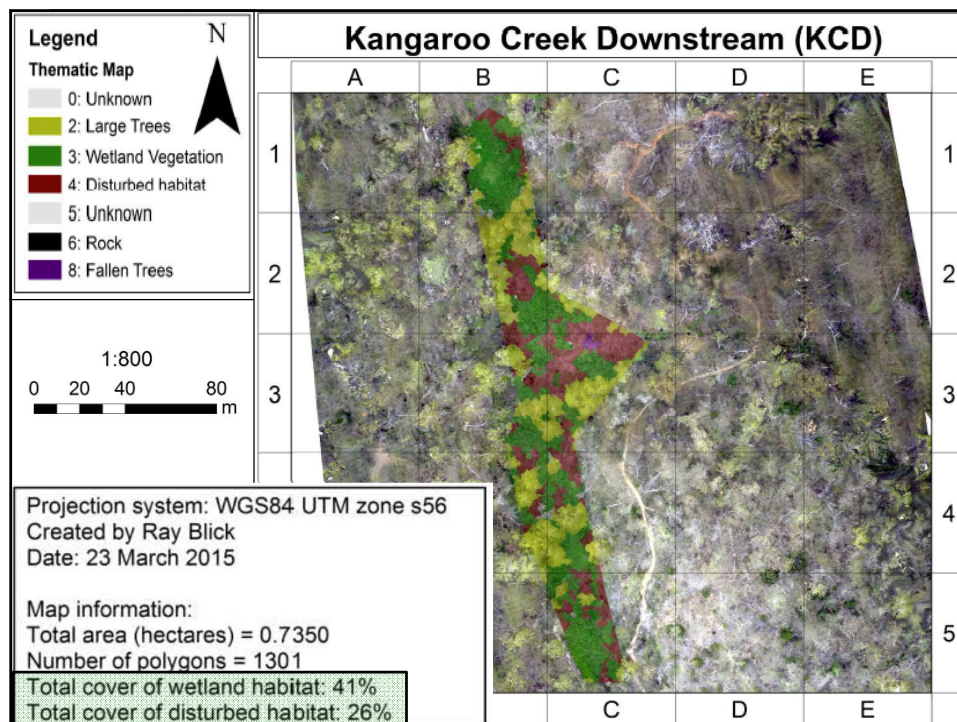 Legend
N
Thematic Map
0: Unknown
2: Large Trees
3: Wetland Vegetation
4: Disturbed habitat
5: Unknown
6: Rock
8: Fallen Trees
1:800
0 10 20 40 80
m
Kangaroo Creek Downstream (KCD)
A B C D E
1 1
2 2
3 3
4 4
5 5
C D E
Projection system: WGS84 UTM zone s56
Created by Ray Blick
Date: 23 March 2015
Map information:
Total area (hectares) = 0.7350
Number of polygons = 1301
Total cover of wetland habitat: 41%
Total cover of disturbed habitat: 26%